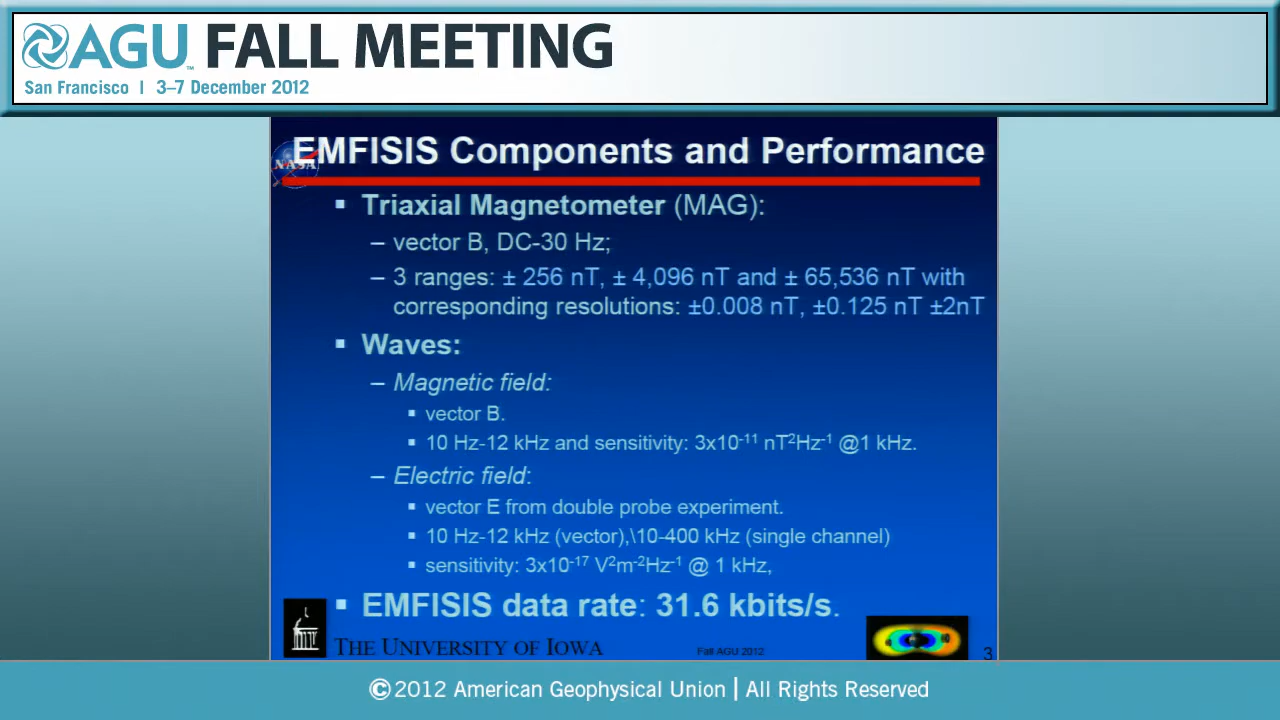 AGU FALL MEETING
San Francisco | 3–7 December 2012
EMFISIS Components and Performance
NASA
▪ Triaxial Magnetometer (MAG):
– vector B, DC-30 Hz;
– 3 ranges: ± 256 nT, ± 4,096 nT and ± 65,536 nT with
corresponding resolutions: ±0.008 nT, ±0.125 nT ±2nT
▪ Waves:
– Magnetic field:
▪ vector B.
▪ 10 Hz-12 kHz and sensitivity: 3x10⁻¹¹ nT²Hz⁻¹ @1 kHz.
– Electric field:
▪ vector E from double probe experiment.
▪ 10 Hz-12 kHz (vector),\10-400 kHz (single channel)
▪ sensitivity: 3x10⁻¹⁷ V²m⁻²Hz⁻¹ @ 1 kHz,
▪ EMFISIS data rate: 31.6 kbits/s.
THE UNIVERSITY OF IOWA
Fall AGU 2012
3
©2012 American Geophysical Union | All Rights Reserved